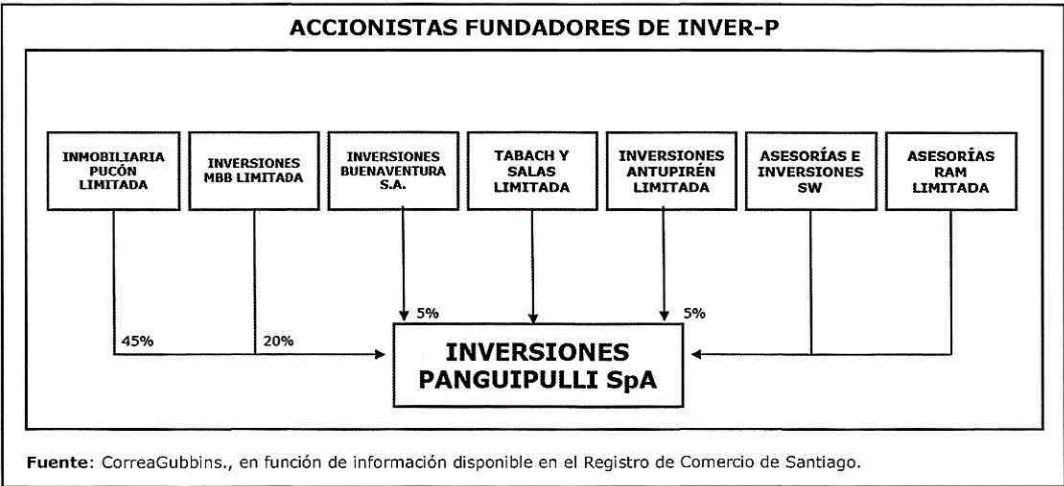 ACCIONISTAS FUNDADORES DE INVER-P
INMOBILIARIA
PUCÓN
LIMITADA
INVERSIONES
MBB LIMITADA
INVERSIONES
BUENAVENTURA
S.A.
TABACH Y
SALAS
LIMITADA
INVERSIONES
ANTUPIRÉN
LIMITADA
ASESORÍAS E
INVERSIONES
SW
ASESORÍAS
RAM
LIMITADA
5%
5%
45%
20%
INVERSIONES
PANGUIPULLI SpA
Fuente: CorreaGubbins., en función de información disponible en el Registro de Comercio de Santiago.